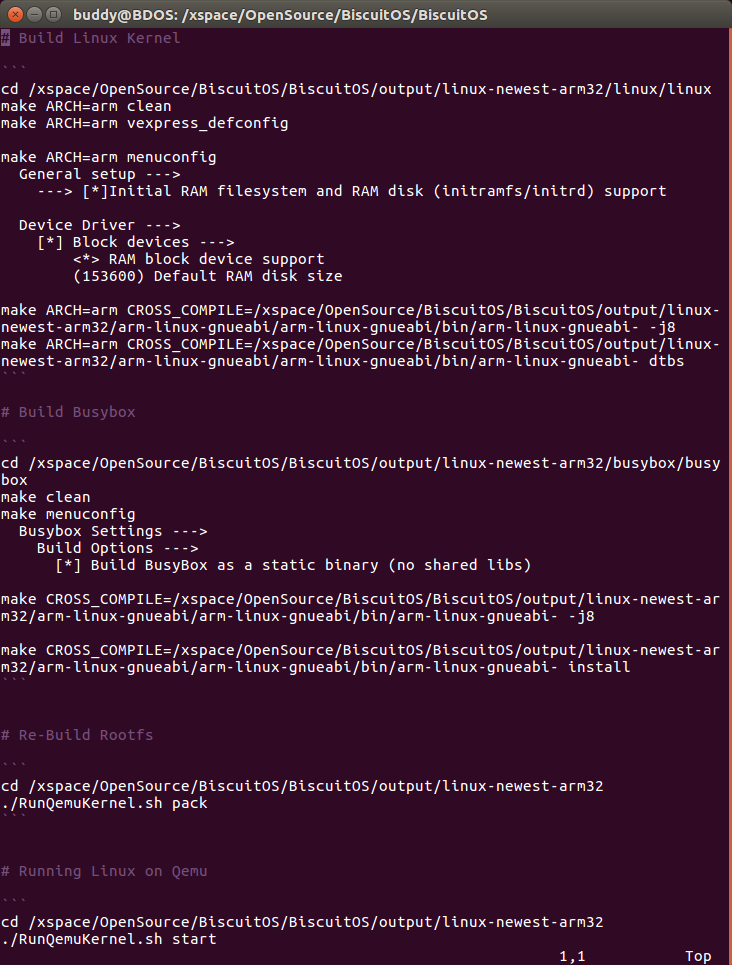 buddy@BDOS: /xspace/OpenSource/BiscuitOS/BiscuitOS
# Build Linux Kernel
```
cd /xspace/OpenSource/BiscuitOS/BiscuitOS/output/linux-newest-arm32/linux/linux
make ARCH=arm clean
make ARCH=arm vexpress_defconfig
make ARCH=arm menuconfig
  General setup --->
    ---> [*]Initial RAM filesystem and RAM disk (initramfs/initrd) support
  Device Driver --->
    [*] Block devices --->
        <*> RAM block device support
        (153600) Default RAM disk size
make ARCH=arm CROSS_COMPILE=/xspace/OpenSource/BiscuitOS/BiscuitOS/output/linux-
newest-arm32/arm-linux-gnueabi/arm-linux-gnueabi/bin/arm-linux-gnueabi- -j8
make ARCH=arm CROSS_COMPILE=/xspace/OpenSource/BiscuitOS/BiscuitOS/output/linux-
newest-arm32/arm-linux-gnueabi/arm-linux-gnueabi/bin/arm-linux-gnueabi- dtbs
```
# Build Busybox
```
cd /xspace/OpenSource/BiscuitOS/BiscuitOS/output/linux-newest-arm32/busybox/busy
box
make clean
make menuconfig
  Busybox Settings --->
    Build Options --->
      [*] Build BusyBox as a static binary (no shared libs)
make CROSS_COMPILE=/xspace/OpenSource/BiscuitOS/BiscuitOS/output/linux-newest-ar
m32/arm-linux-gnueabi/arm-linux-gnueabi/bin/arm-linux-gnueabi- -j8
make CROSS_COMPILE=/xspace/OpenSource/BiscuitOS/BiscuitOS/output/linux-newest-ar
m32/arm-linux-gnueabi/arm-linux-gnueabi/bin/arm-linux-gnueabi- install
```
# Re-Build Rootfs
```
cd /xspace/OpenSource/BiscuitOS/BiscuitOS/output/linux-newest-arm32
./RunQemuKernel.sh pack
```
# Running Linux on Qemu
```
cd /xspace/OpenSource/BiscuitOS/BiscuitOS/output/linux-newest-arm32
./RunQemuKernel.sh start
1,1 Top